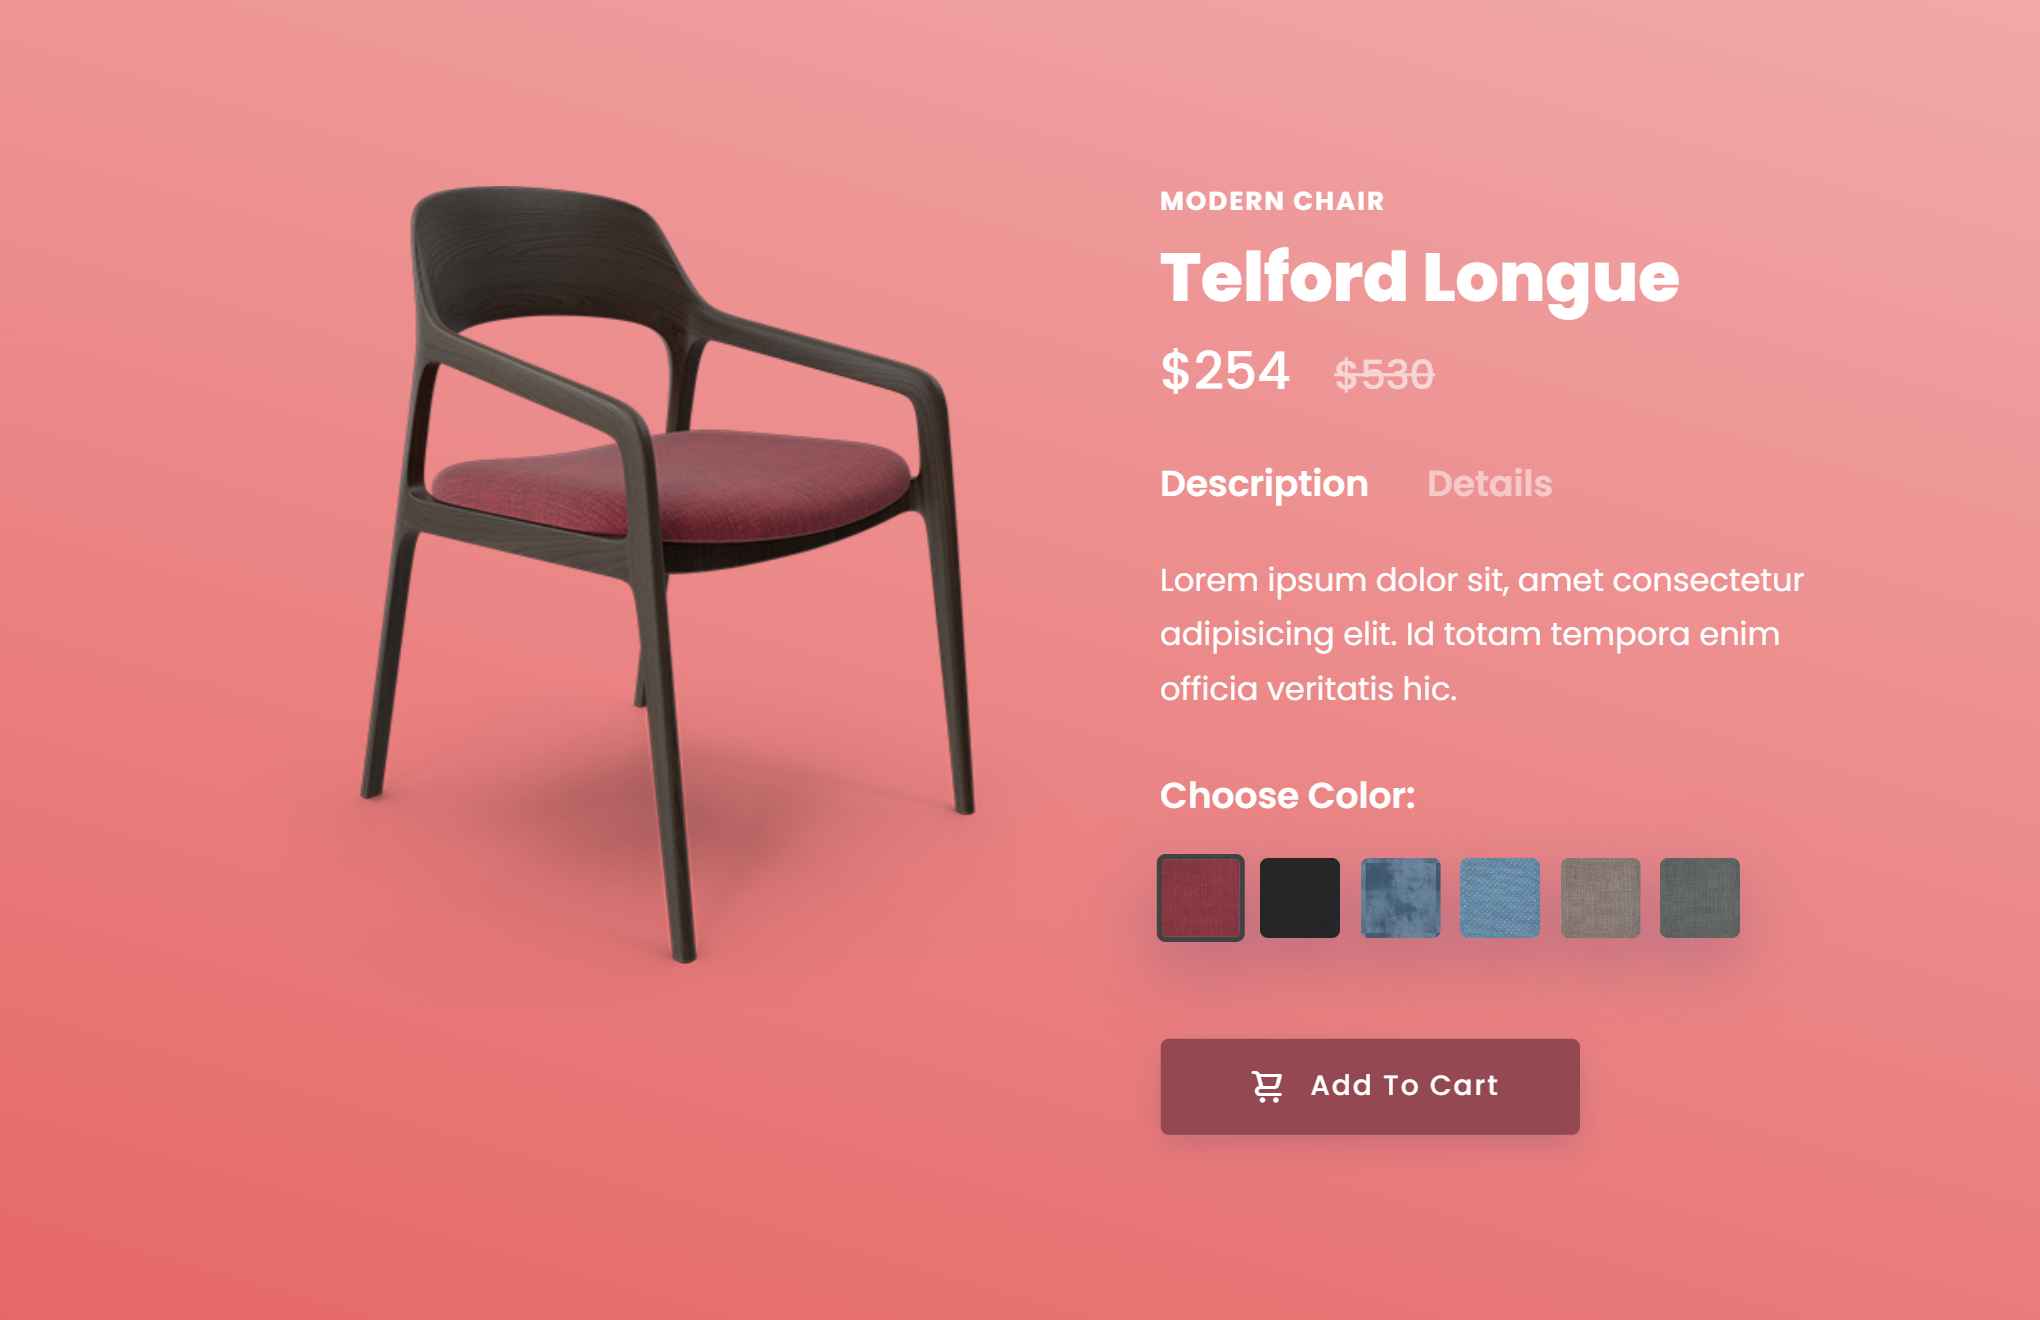 MODERN CHAIR
Telford Longue
$254 $530
Description Details
Lorem ipsum dolor sit, amet consectetur
adipisicing elit. Id totam tempora enim
officia veritatis hic.
Choose Color:
Add To Cart